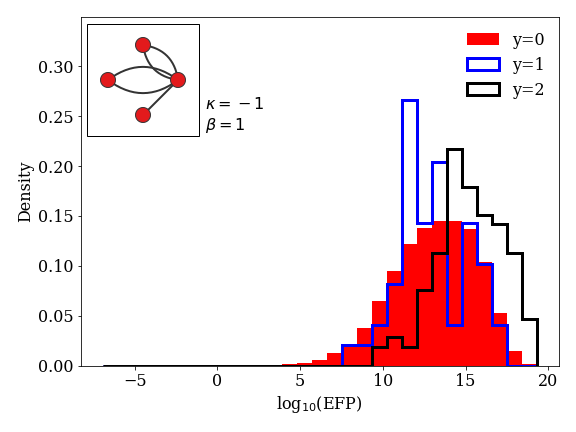 κ = −1
β = 1
y=0
y=1
y=2
Density
0.30
0.25
0.20
0.15
0.10
0.05
0.00
−5 0 5 10 15 20
log₁₀(EFP)